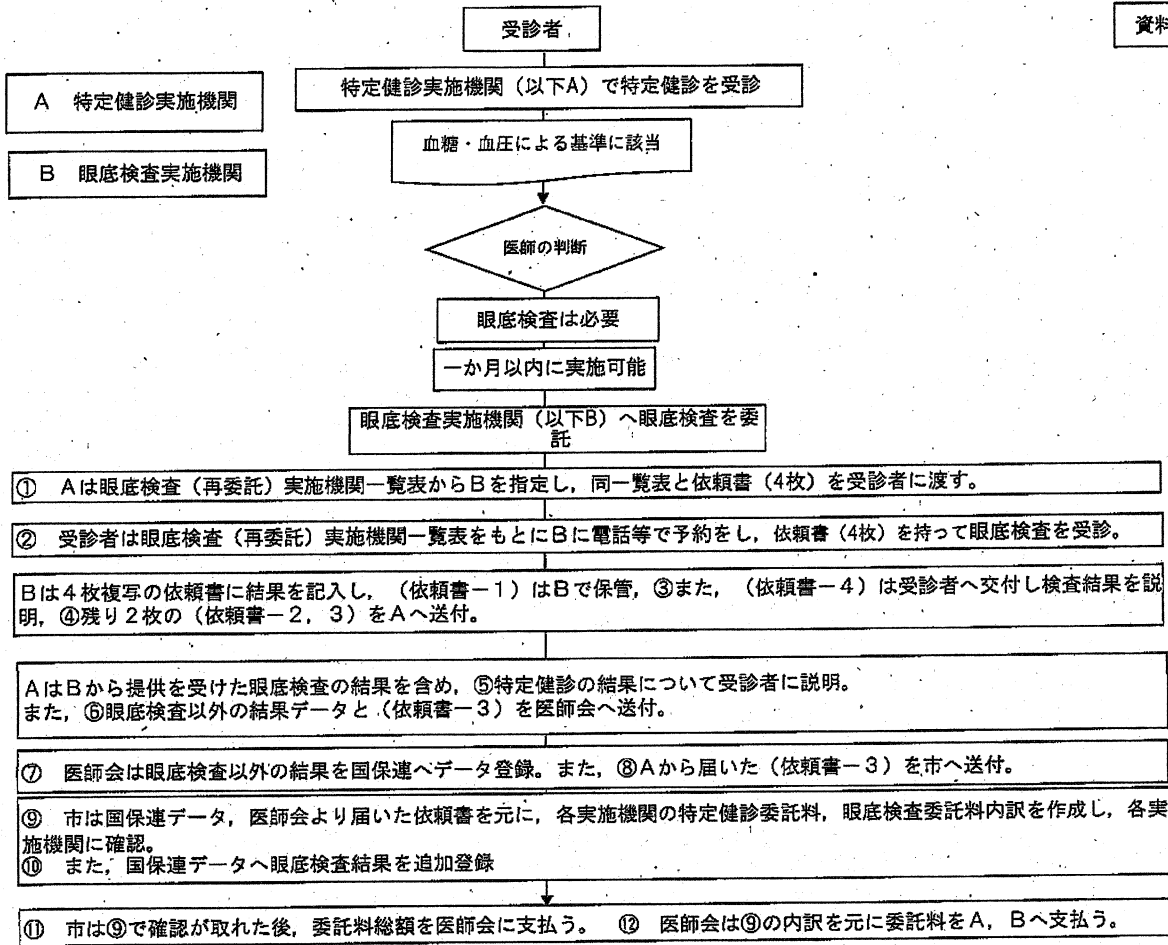 受診者
資料
特定健診実施機関（以下A）で特定健診を受診
A 特定健診実施機関
血糖・血圧による基準に該当
B 眼底検査実施機関
医師の判断
眼底検査は必要
一か月以内に実施可能
眼底検査実施機関（以下B）へ眼底検査を委
託
① Aは眼底検査（再委託）実施機関一覧表からBを指定し，同一覧表と依頼書（4枚）を受診者に渡す。
② 受診者は眼底検査（再委託）実施機関一覧表をもとにBに電話等で予約をし，依頼書（4枚）を持って眼底検査を受診。
Bは4枚複写の依頼書に結果を記入し，（依頼書－1）はBで保管，③また，（依頼書－4）は受診者へ交付し検査結果を説
明，④残り2枚の（依頼書－2，3）をAへ送付。
AはBから提供を受けた眼底検査の結果を含め，⑤特定健診の結果について受診者に説明。
また，⑥眼底検査以外の結果データと（依頼書－3）を医師会へ送付。
⑦ 医師会は眼底検査以外の結果を国保連へデータ登録。また，⑧Aから届いた（依頼書－3）を市へ送付。
⑨ 市は国保連データ，医師会より届いた依頼書を元に，各実施機関の特定健診委託料，眼底検査委託料内訳を作成し，各実
施機関に確認。
⑩ また，国保連データへ眼底検査結果を追加登録
⑪ 市は⑨で確認が取れた後，委託料総額を医師会に支払う。 ⑫ 医師会は⑨の内訳を元に委託料をA，Bへ支払う。